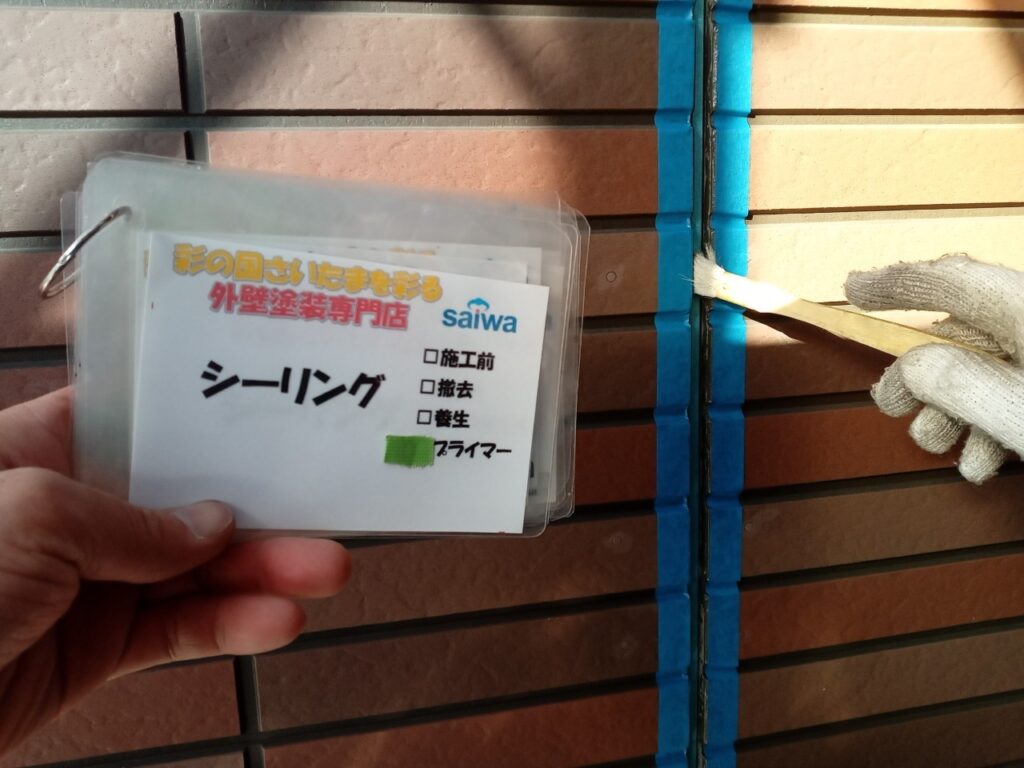 彩の国さいたまを彩る
外壁塗装専門店
saiwa
シーリング
□施工前
□撤去
□養生
プライマー